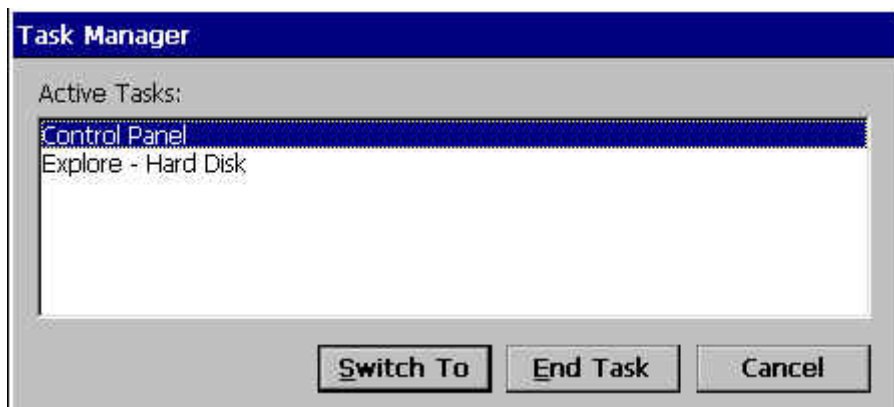 Task Manager
Active Tasks:
Control Panel
Explore - Hard Disk
Switch To End Task Cancel